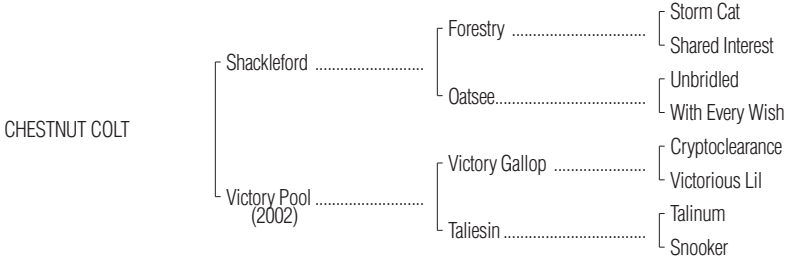 Storm Cat
Forestry ................................
Shared Interest
Shackleford ..........................
Unbridled
Oatsee....................................
With Every Wish
CHESTNUT COLT
Cryptoclearance
Victory Gallop ......................
Victorious Lil
Victory Pool ..........................
(2002)
Talinum
Taliesin ..................................
Snooker